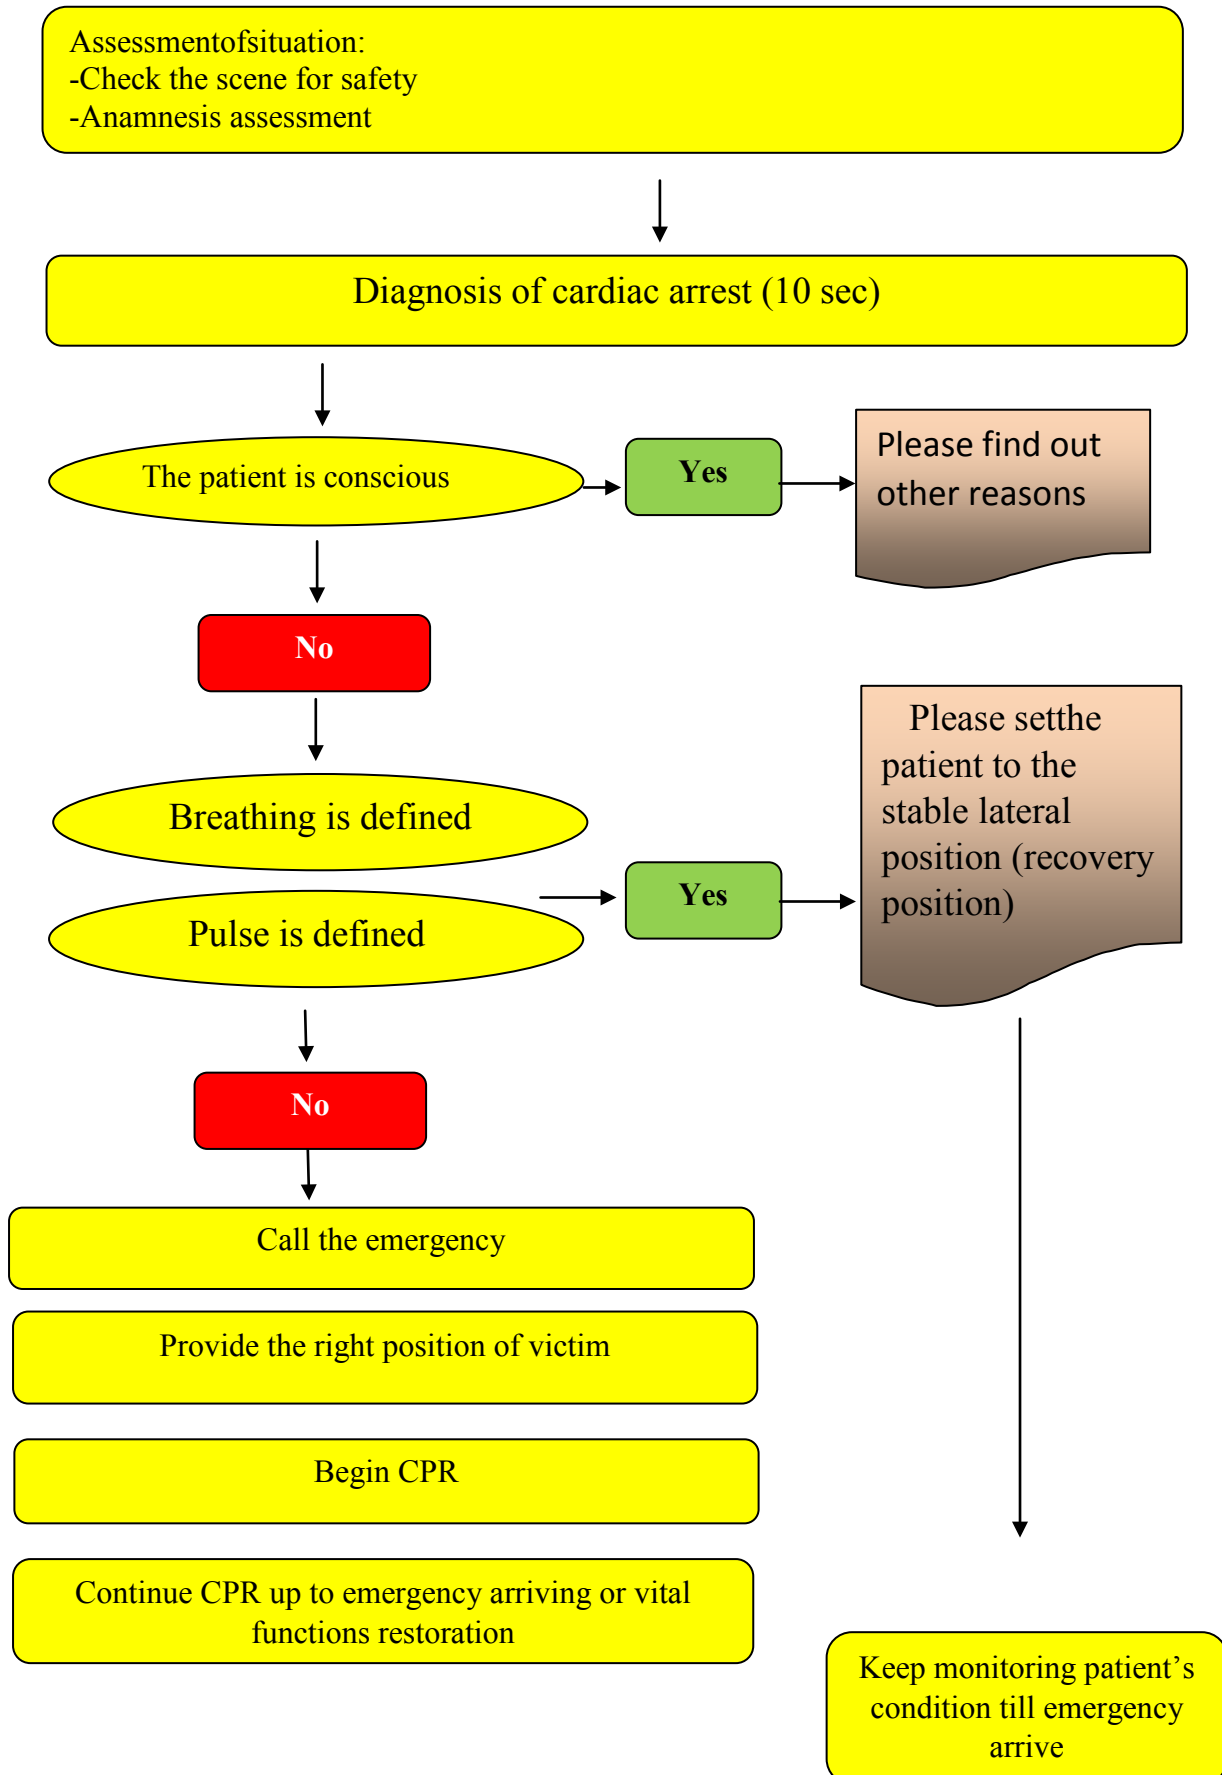 Assessmentofsituation:
-Check the scene for safety
-Anamnesis assessment
Diagnosis of cardiac arrest (10 sec)
The patient is conscious
Yes
Please find out
other reasons
No
Breathing is defined
Pulse is defined
Yes
Please setthe
patient to the
stable lateral
position (recovery
position)
No
Call the emergency
Provide the right position of victim
Begin CPR
Continue CPR up to emergency arriving or vital
functions restoration
Keep monitoring patient’s
condition till emergency
arrive